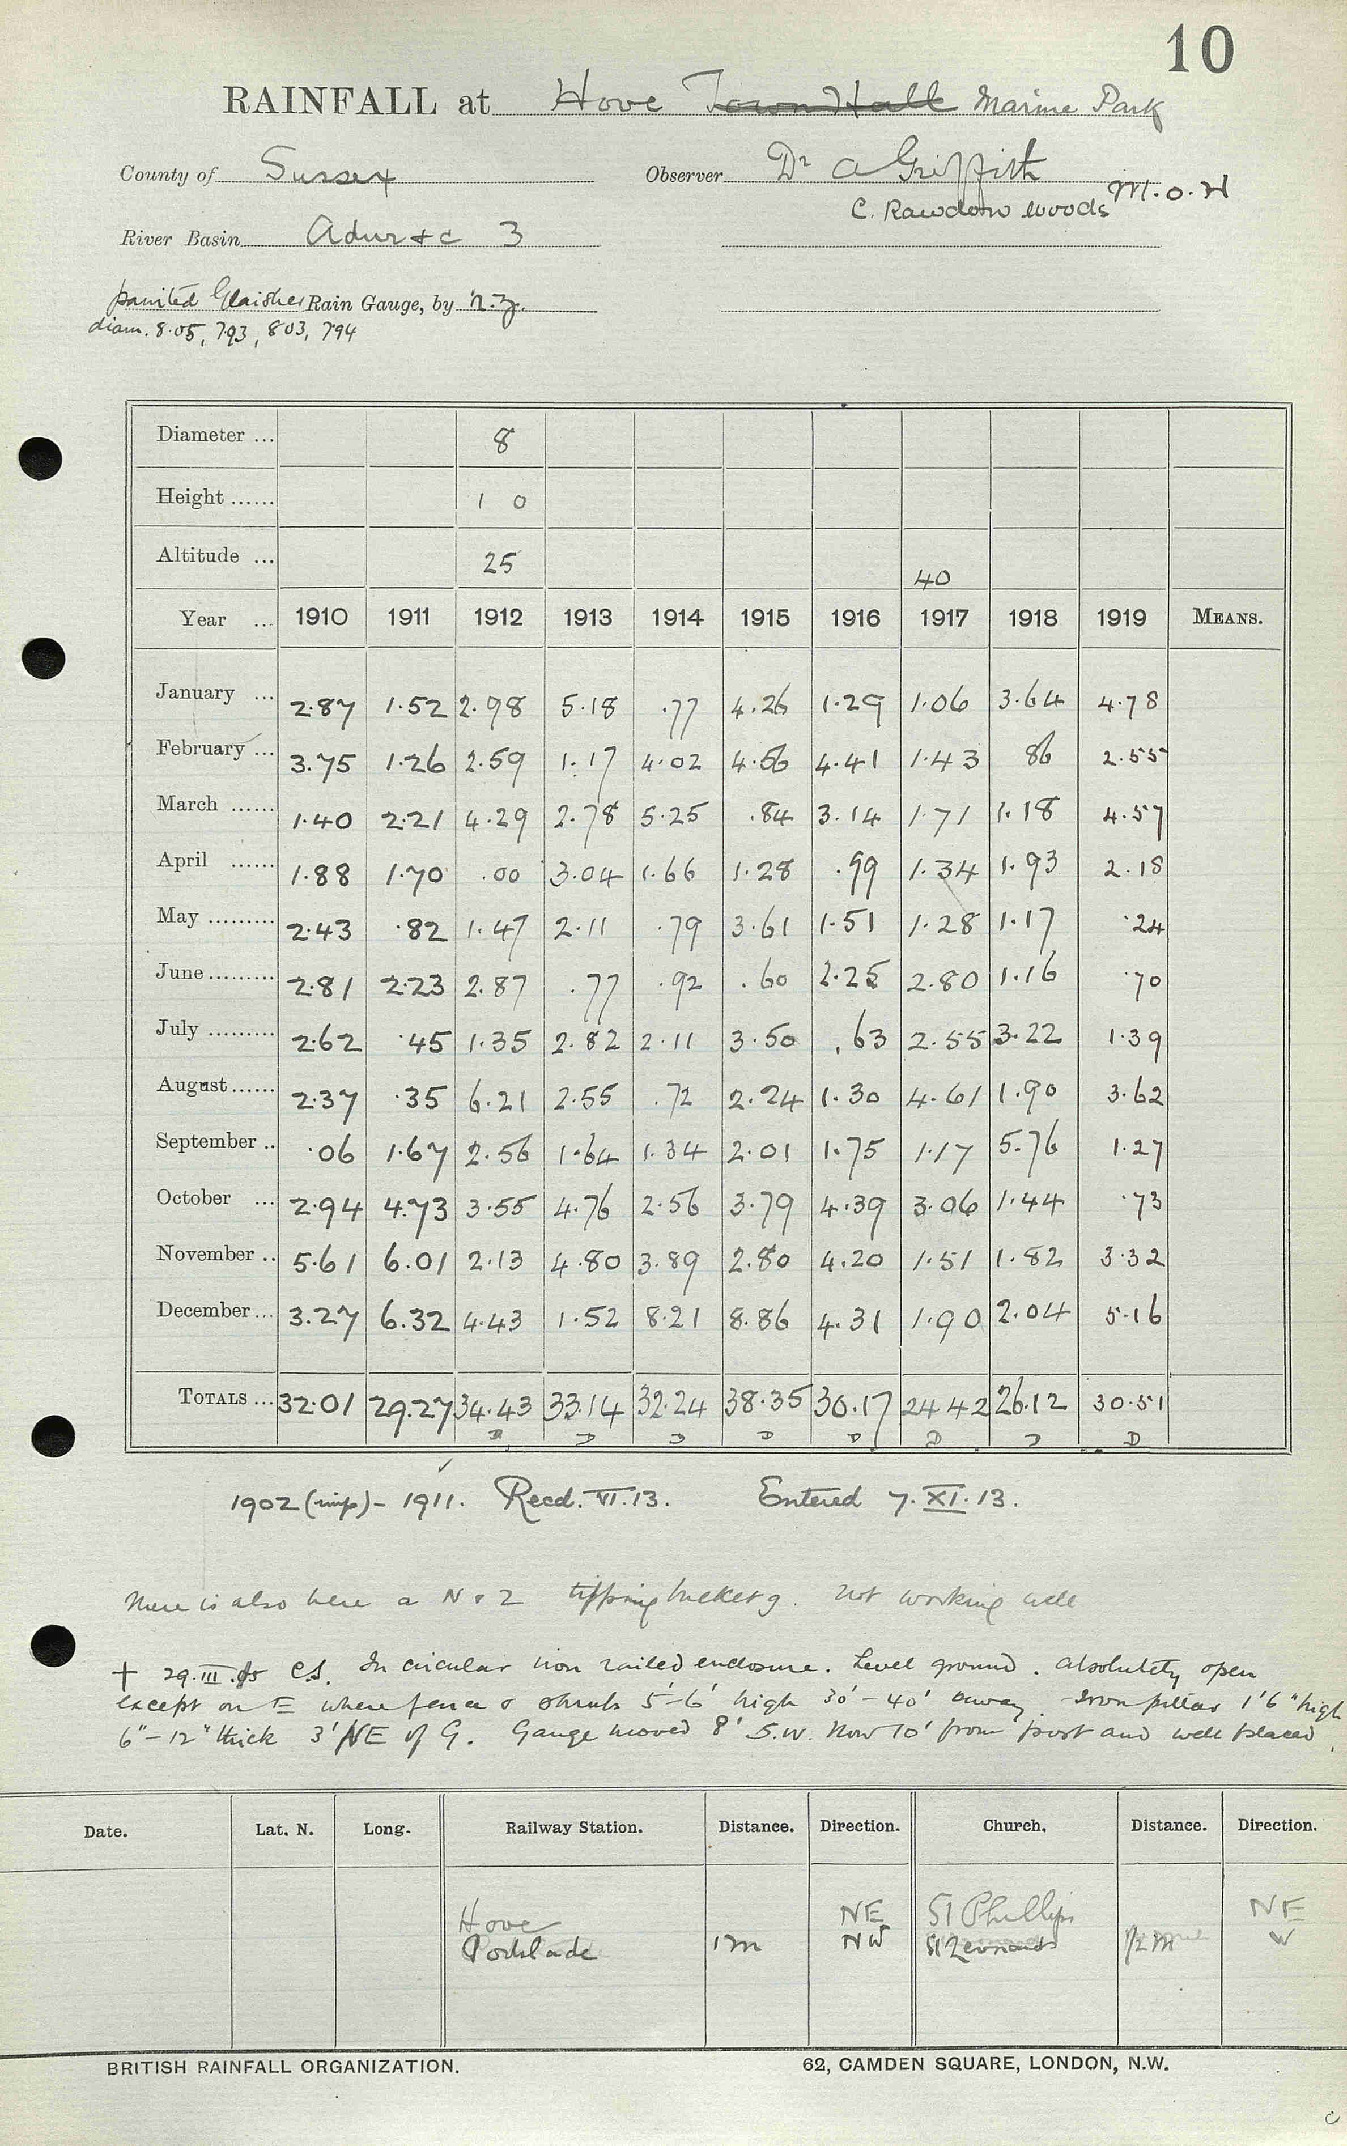 10
RAINFALL at Hove Town Hall Marine Park
County of Sussex Observer Dr A Griffith M.O.H
C. Rawdon Woods
River Basin Adur &c 3
painted Glaisher Rain Gauge, by N.Z.
diam. 8.05, 7.93, 8.03, 7.94
Diameter ... 8
Height ...... 1 0
Altitude ... 25 40
Year ... 1910 1911 1912 1913 1914 1915 1916 1917 1918 1919 MEANS.
January ... 2.87 1.52 2.98 5.18 .77 4.26 1.29 1.06 3.64 4.78
February ... 3.75 1.26 2.59 1.17 4.02 4.56 4.41 1.43 86 2.55
March ...... 1.40 2.21 4.29 2.78 5.25 .84 3.14 1.71 1.18 4.57
April ...... 1.88 1.70 .00 3.04 1.66 1.28 .99 1.34 1.93 2.18
May ......... 2.43 .82 1.47 2.11 .79 3.61 1.51 1.28 1.17 .24
June ......... 2.81 2.23 2.87 .77 .92 .60 2.25 2.80 1.16 .70
July ......... 2.62 .45 1.35 2.82 2.11 3.50 .63 2.55 3.22 1.39
August ...... 2.37 .35 6.21 2.55 .72 2.24 1.30 4.61 1.90 3.62
September .. .06 1.67 2.56 1.64 1.34 2.01 1.75 1.17 5.76 1.27
October ... 2.94 4.73 3.55 4.76 2.56 3.79 4.39 3.06 1.44 .73
November .. 5.61 6.01 2.13 4.80 3.89 2.80 4.20 1.51 1.82 3.32
December ... 3.27 6.32 4.43 1.52 8.21 8.86 4.31 1.90 2.04 5.16
TOTALS ... 32.01 29.27 34.43 33.14 32.24 38.35 30.17 24.42 26.12 30.51
D D D D D D D D
1902 (imp) - 1911. Recd. VI.13. Entered 7.XI.13.
There is also here a N & Z tipping bucket g. not working well
† 29.III. CS. In circular iron railed enclosure. Level ground. Absolutely open
except on E where fence & shrubs 5'-6' high 30'-40' away. Iron pillar 1'6" high
6"-12" thick 3' NE of G. Gauge moved 8' S.W. Now 10' from post and well placed.
Date. Lat. N. Long. Railway Station. Distance. Direction. Church. Distance. Direction.
Hove NE St Phillips NE
Portslade 1m NW St Leonards 1/2 m W
BRITISH RAINFALL ORGANIZATION. 62, CAMDEN SQUARE, LONDON, N.W.
c